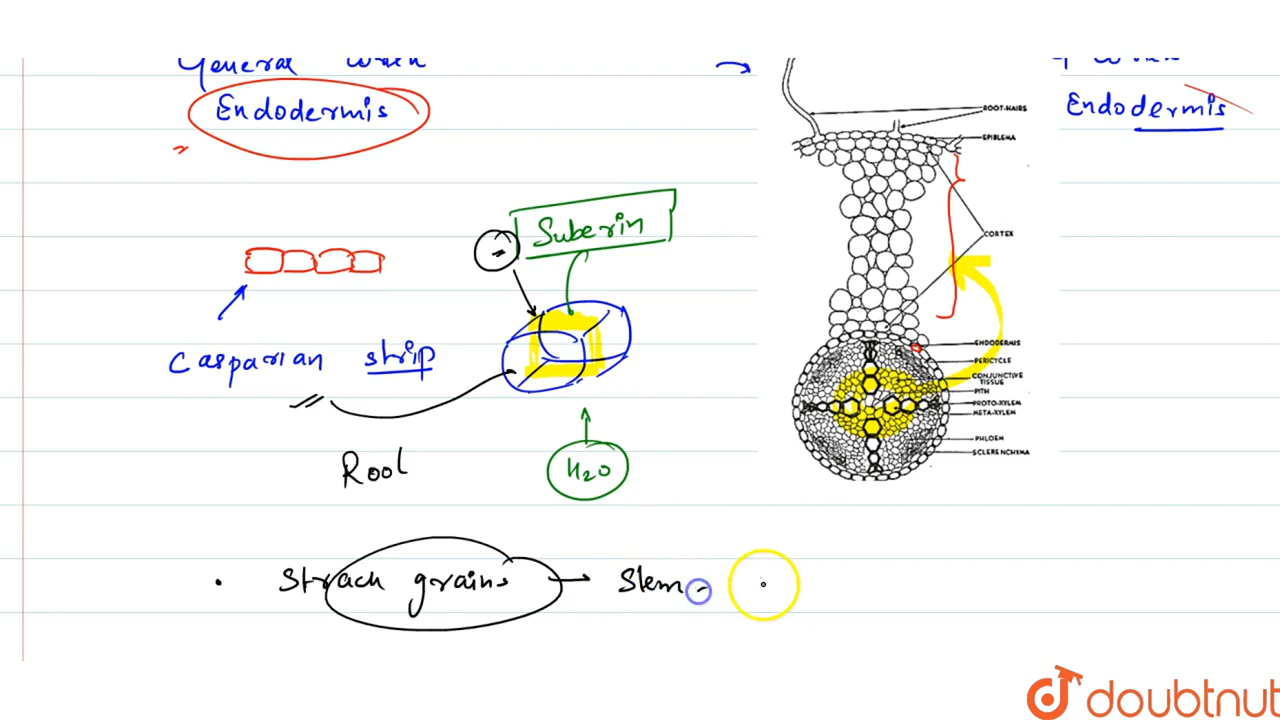 General
Endodermis
Endodermis
ROOT-HAIRS
EPIBLEMA
Suberin
CORTEX
Casparian strip
ENDODERMIS
PERICYCLE
CONJUNCTIVE
TISSUE
PITH
PROTO-XYLEM
META-XYLEM
PHLOEM
SCLERENCHYMA
Root
H2O
Strach grains → Stem -
doubtnut